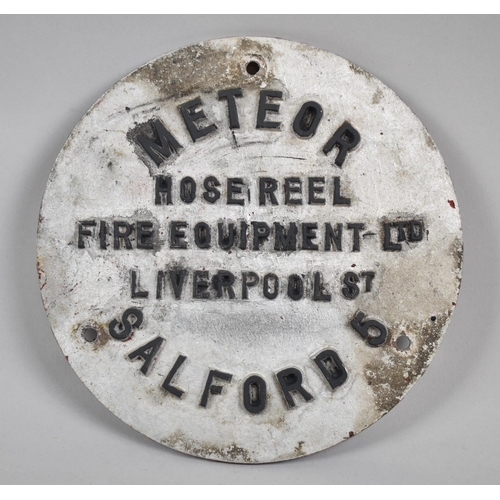 METEOR
HOSE REEL
FIRE EQUIPMENT LTD
LIVERPOOL ST
SALFORD 5